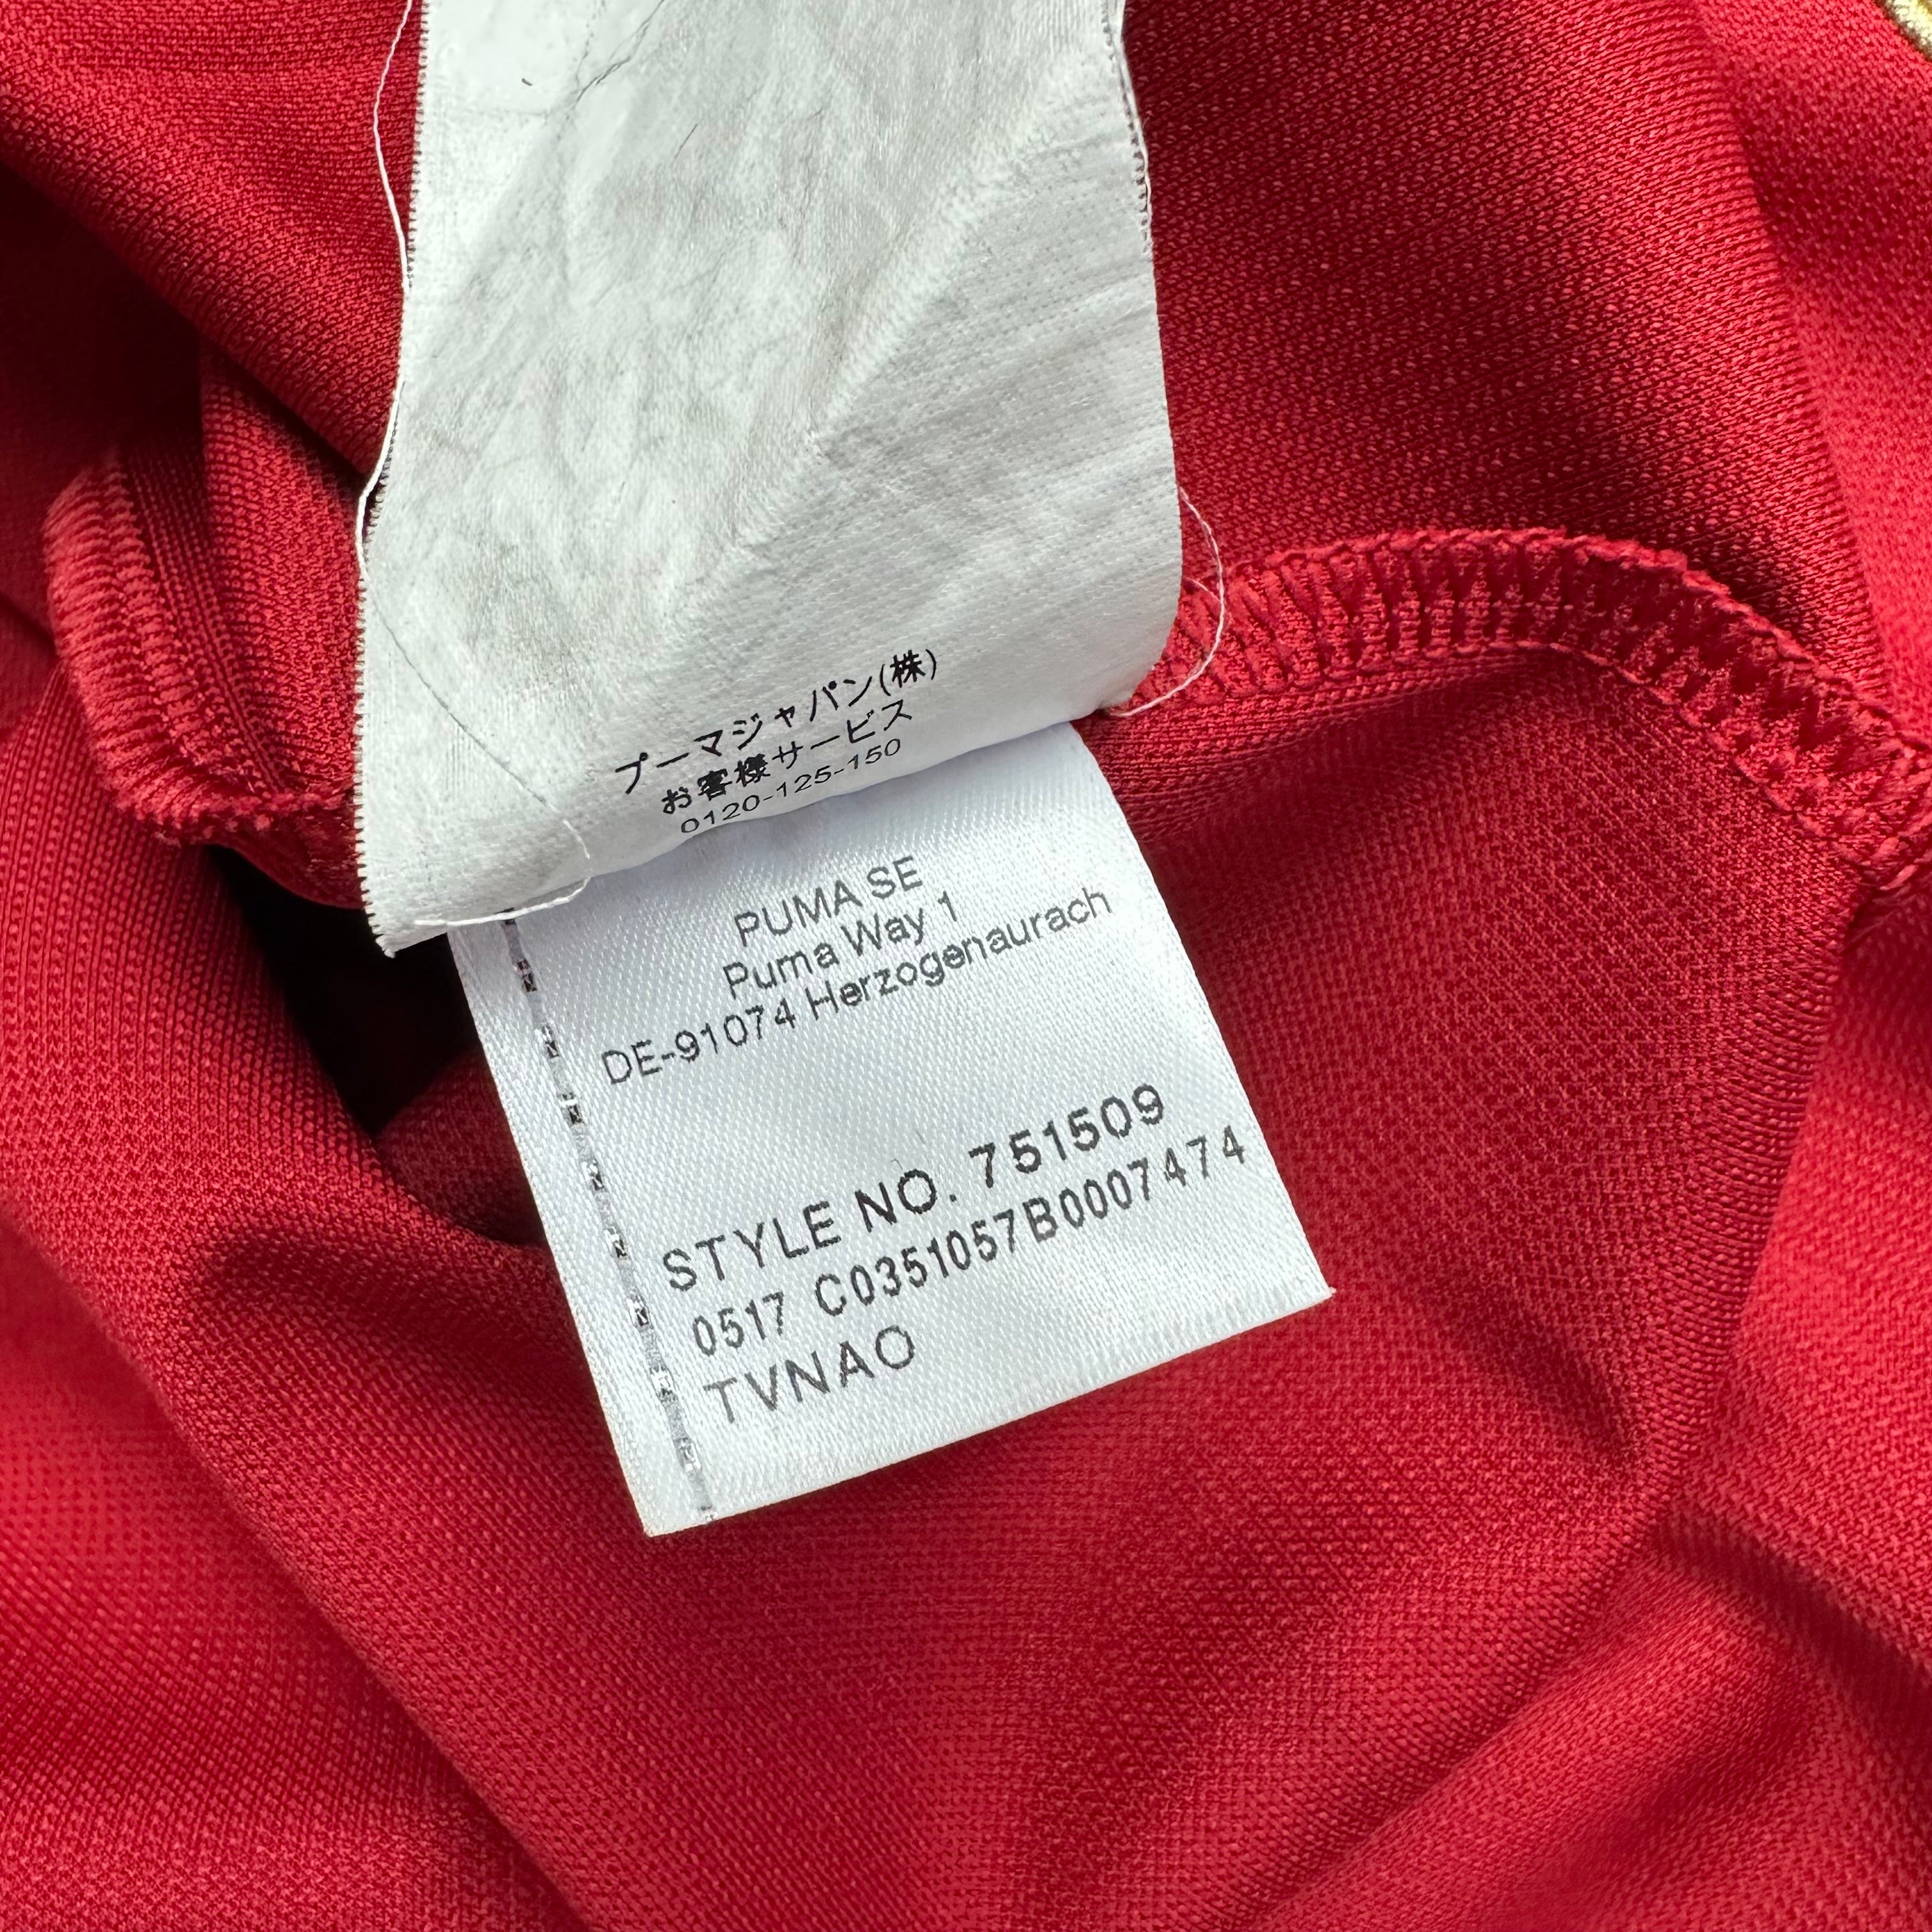 プーマジャパン(株)
お客様サービス
0120-125-150
PUMA SE
Puma Way 1
DE-91074 Herzogenaurach
STYLE NO. 751509
0517 C0351057B0007474
TVNAO